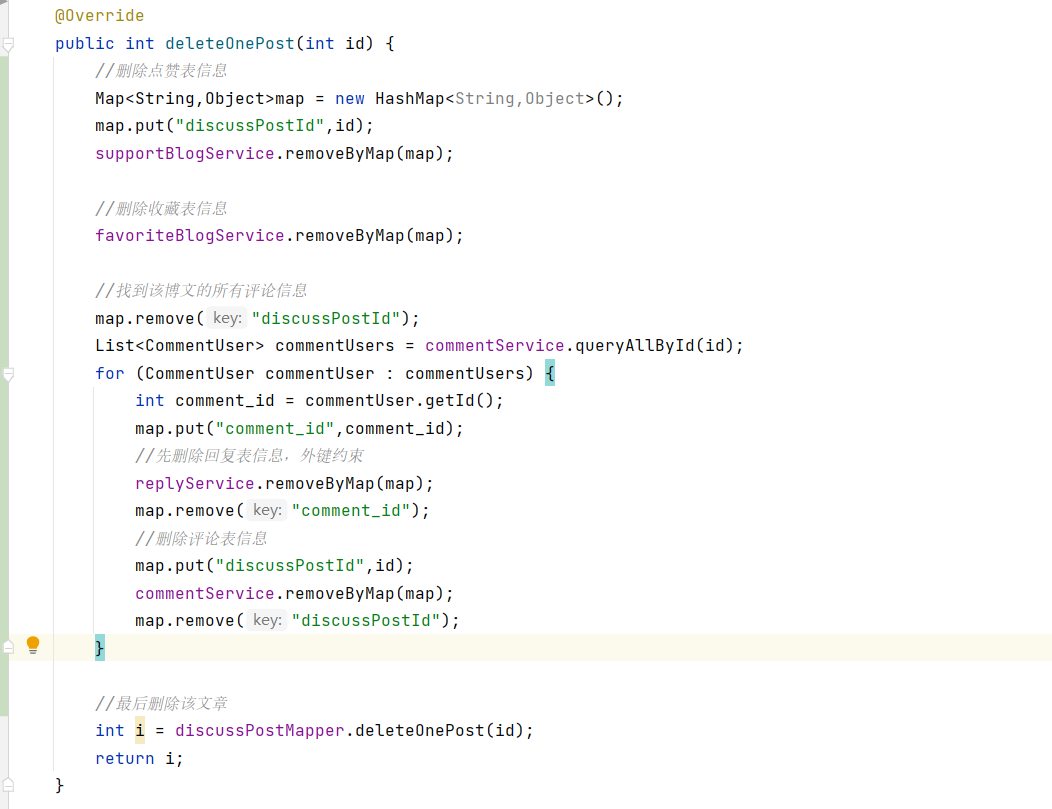 @Override
public int deleteOnePost(int id) {
//删除点赞表信息
Map<String,Object>map = new HashMap<String,Object>();
map.put("discussPostId",id);
supportBlogService.removeByMap(map);
//删除收藏表信息
favoriteBlogService.removeByMap(map);
//找到该博文的所有评论信息
map.remove( key: "discussPostId");
List<CommentUser> commentUsers = commentService.queryAllById(id);
for (CommentUser commentUser : commentUsers) {
int comment_id = commentUser.getId();
map.put("comment_id",comment_id);
//先删除回复表信息，外键约束
replyService.removeByMap(map);
map.remove( key: "comment_id");
//删除评论表信息
map.put("discussPostId",id);
commentService.removeByMap(map);
map.remove( key: "discussPostId");
}
//最后删除该文章
int i = discussPostMapper.deleteOnePost(id);
return i;
}